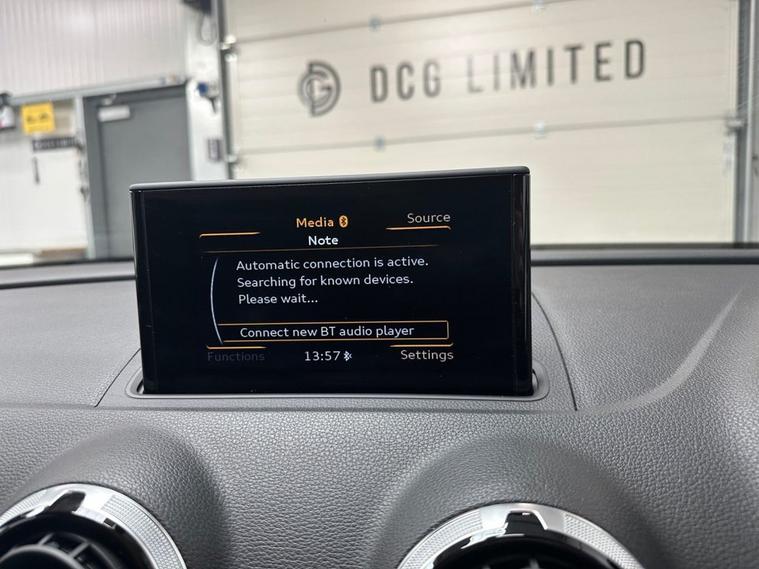 DCG LIMITED
Media
Source
Note
Automatic connection is active.
Searching for known devices.
Please wait...
Connect new BT audio player
Functions
13:57
Settings